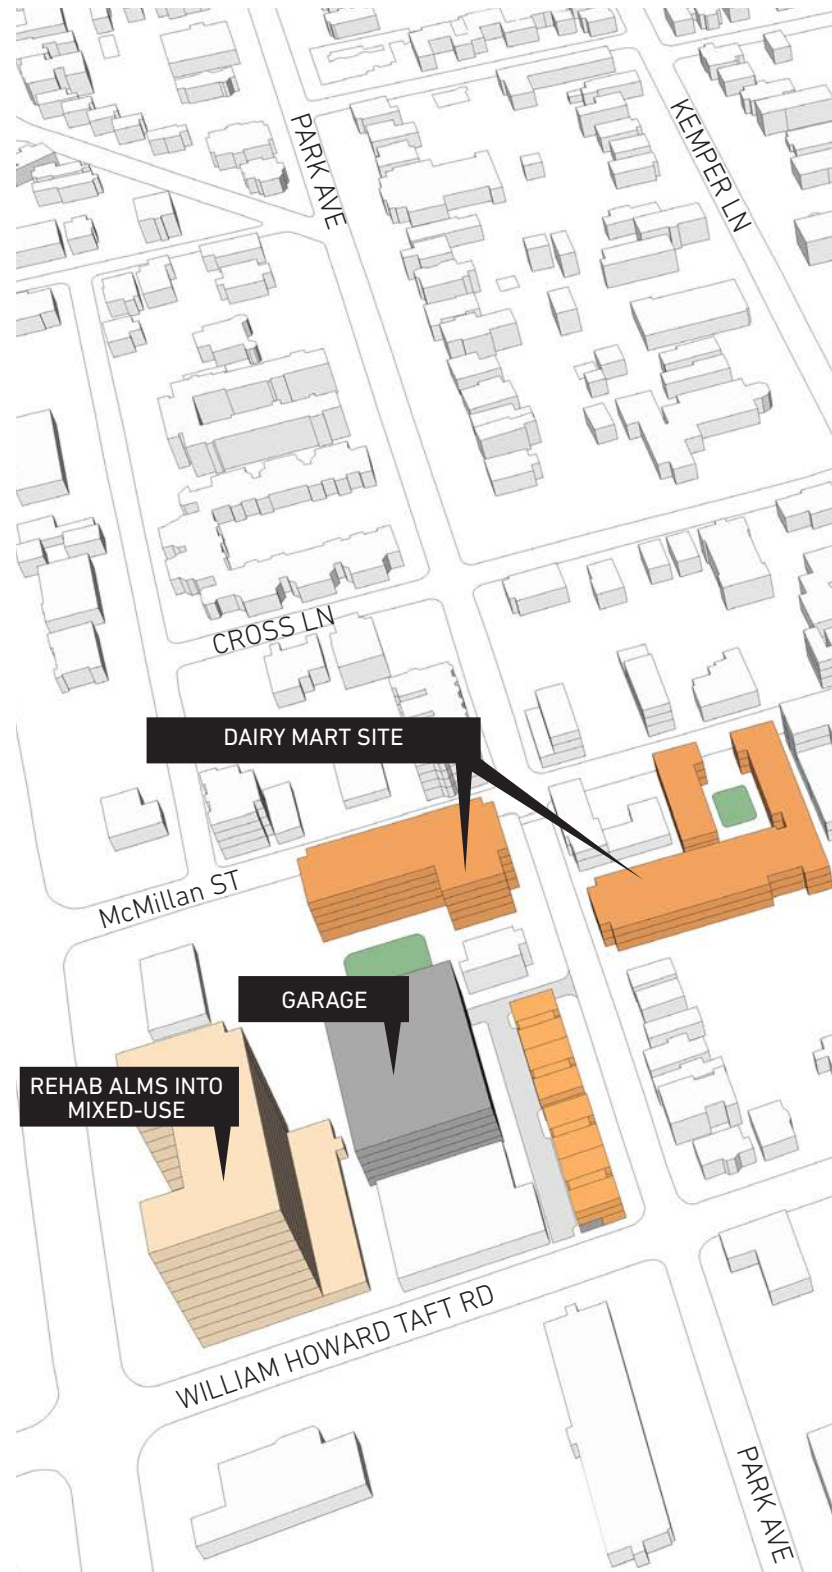 PARK AVE
KEMPER LN
CROSS LN
DAIRY MART SITE
McMillan ST
GARAGE
REHAB ALMS INTO
MIXED-USE
WILLIAM HOWARD TAFT RD
PARK AVE